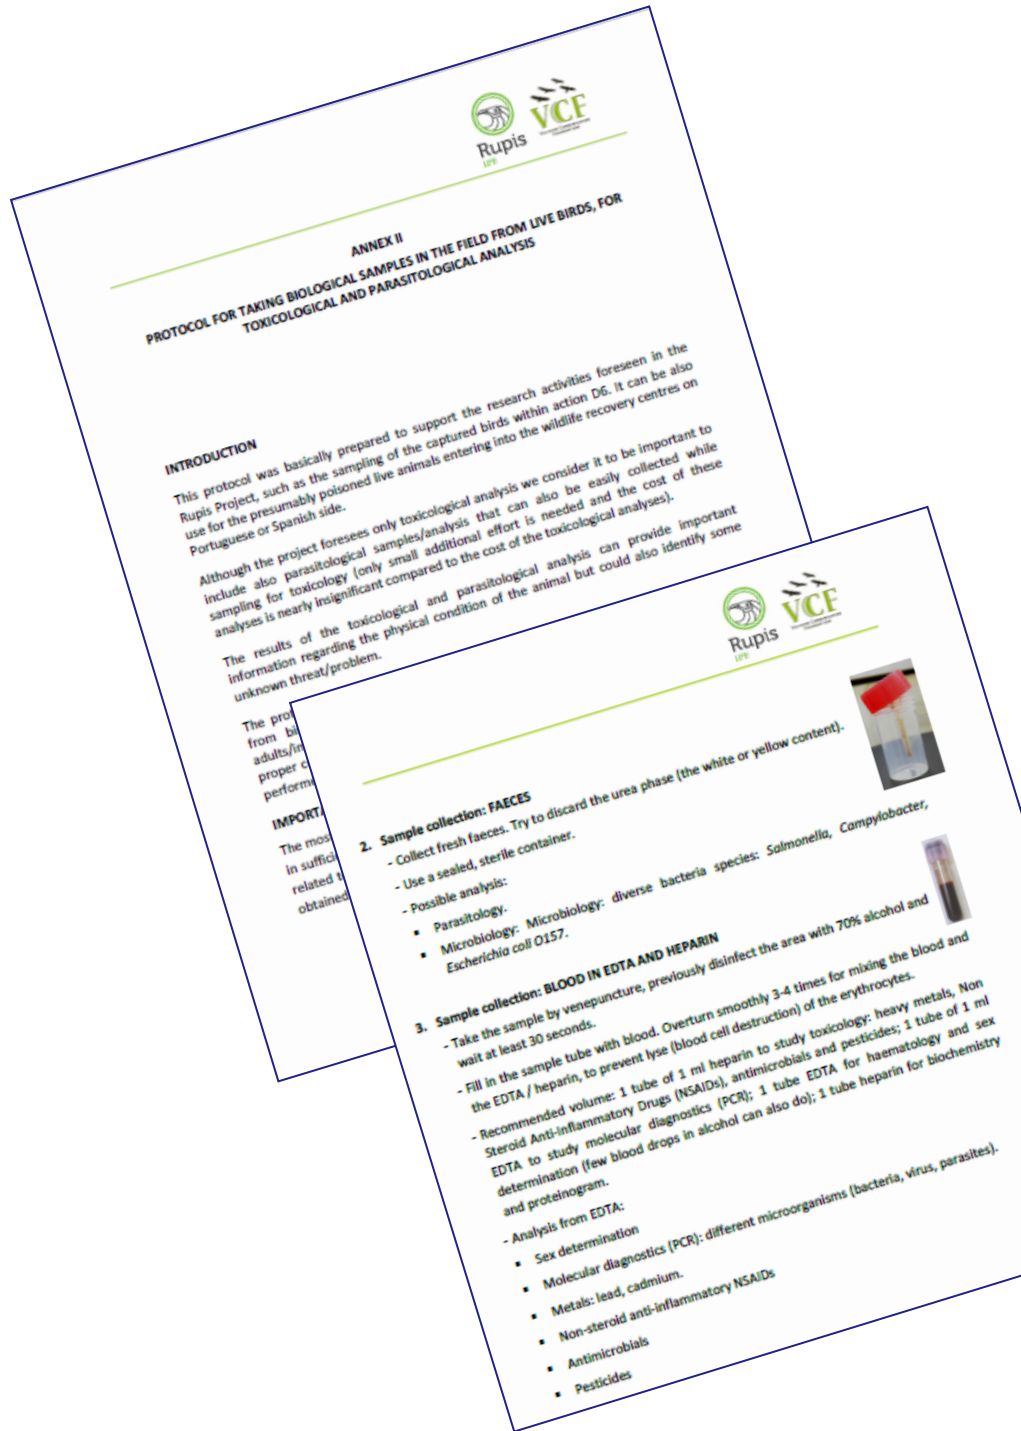 Rupis
LIFE
VCF
ANNEX II
PROTOCOL FOR TAKING BIOLOGICAL SAMPLES IN THE FIELD FROM LIVE BIRDS, FOR
TOXICOLOGICAL AND PARASITOLOGICAL ANALYSIS
INTRODUCTION
This protocol was basically prepared to support the research activities foreseen in the
Rupis Project, such as the sampling of the captured birds within action D6. It can be also
use for the presumably poisoned live animals entering into the wildlife recovery centres on
Portuguese or Spanish side.
Although the project foresees only toxicological analysis we consider it to be important to
include also parasitological samples/analysis that can also be easily collected while
sampling for toxicology (only small additional effort is needed and the cost of these
analyses is nearly insignificant compared to the cost of the toxicological analyses).
The results of the toxicological and parasitological analysis can provide important
information regarding the physical condition of the animal but could also identify some
unknown threat/problem.
The
from
proper
IMPORTA
The
in
related
obtained
Rupis
LIFE
VCF
2. Sample collection: FAECES
- Collect fresh faeces. Try to discard the urea phase (the white or yellow content).
- Use a sealed, sterile container.
- Possible analysis:
▪ Parasitology.
▪ Microbiology: Microbiology: diverse bacteria species: Salmonella, Campylobacter,
Escherichia coli O157.
3. Sample collection: BLOOD IN EDTA AND HEPARIN
- Take the sample by venepuncture, previously disinfect the area with 70% alcohol and
wait at least 30 seconds.
- Fill in the sample tube with blood. Overturn smoothly 3-4 times for mixing the blood and
the EDTA / heparin, to prevent lyse (blood cell destruction) of the erythrocytes.
- Recommended volume: 1 tube of 1 ml heparin to study toxicology: heavy metals, Non
Steroid Anti-inflammatory Drugs (NSAIDs), antimicrobials and pesticides; 1 tube of 1 ml
EDTA to study molecular diagnostics (PCR); 1 tube EDTA for haematology and sex
determination (few blood drops in alcohol can also do); 1 tube heparin for biochemistry
and proteinogram.
- Analysis from EDTA:
▪ Sex determination
▪ Molecular diagnostics (PCR): different microorganisms (bacteria, virus, parasites).
▪ Metals: lead, cadmium.
▪ Non-steroid anti-inflammatory NSAIDs
▪ Antimicrobials
▪ Pesticides